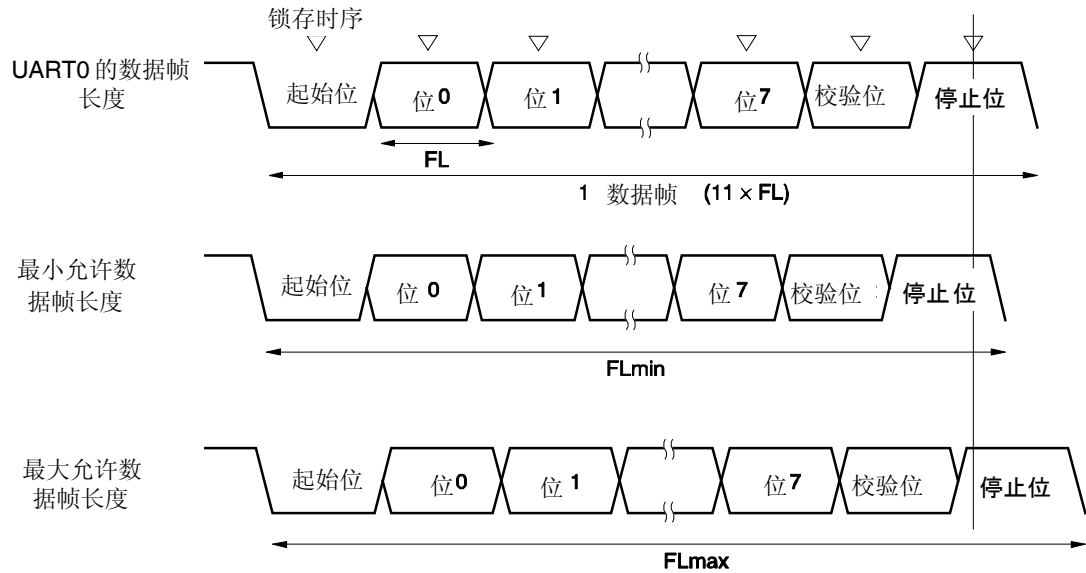 锁存时序
UART0 的数据帧
长度
起始位 位0 位1 位7 校验位 停止位
FL
1 数据帧 (11 × FL)
最小允许数
据帧长度
起始位 位0 位1 位7 校验位 停止位
FLmin
最大允许数
据帧长度
起始位 位0 位1 位7 校验位 停止位
FLmax